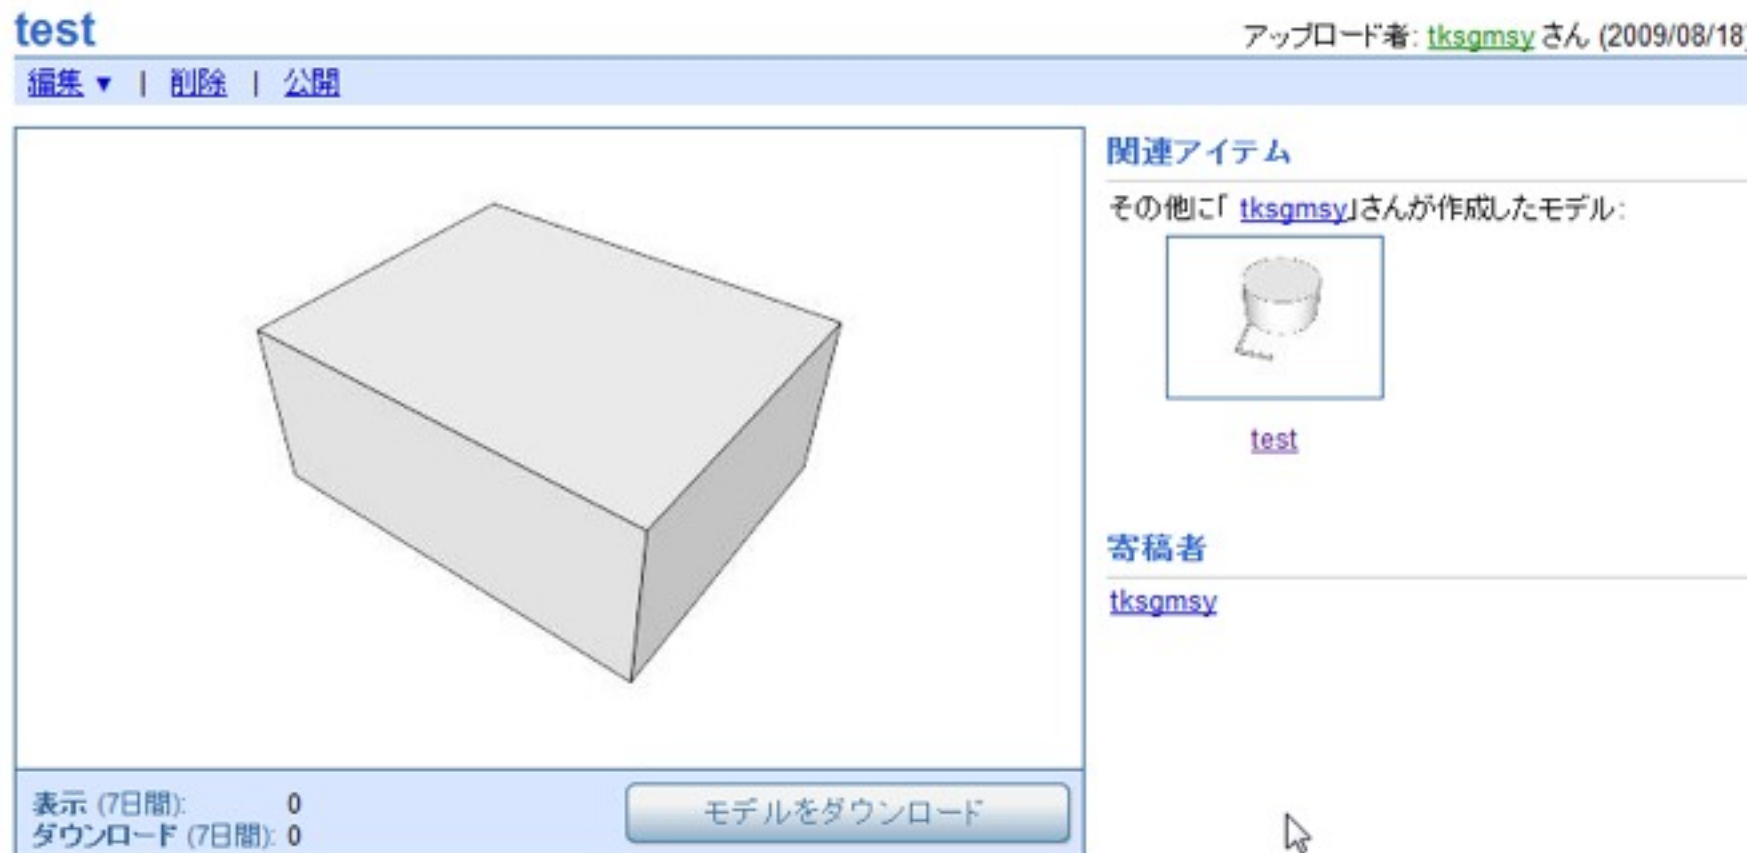 test
アップロード者: tksgmsy さん (2009/08/18)
編集 ▼ | 削除 | 公開
関連アイテム
その他に「 tksgmsy」さんが作成したモデル:
test
寄稿者
tksgmsy
表示 (7日間): 0
ダウンロード (7日間): 0
モデルをダウンロード